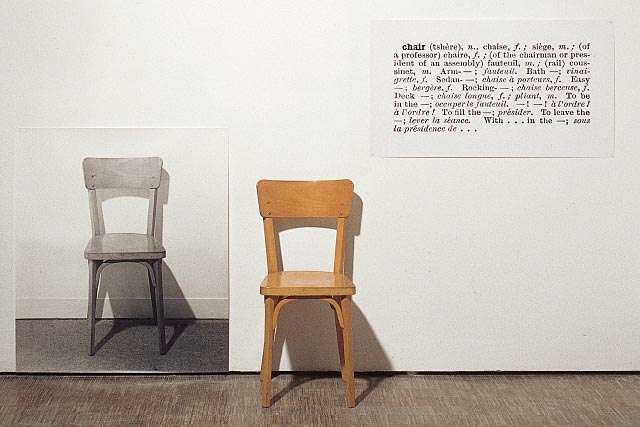 chair (tshère), n., chaise, f.; siège, m.; (of
a professor) chaire, f.; (of the chairman or pres-
ident of an assembly) fauteuil, m.; (rail) cous-
sinet, m. Arm- —; fauteuil. Bath —; vinai-
grette, f. Sedan- —; chaise à porteurs, f. Easy
—; bergère, f. Rocking- —; chaise berceuse, f.
Deck —; chaise longue, f.; pliant, m. To be
in the —; occuper le fauteuil. —! —! à l'ordre!
à l'ordre! To fill the —; présider. To leave the
—; lever la séance. With . . . in the —; sous
la présidence de . . .